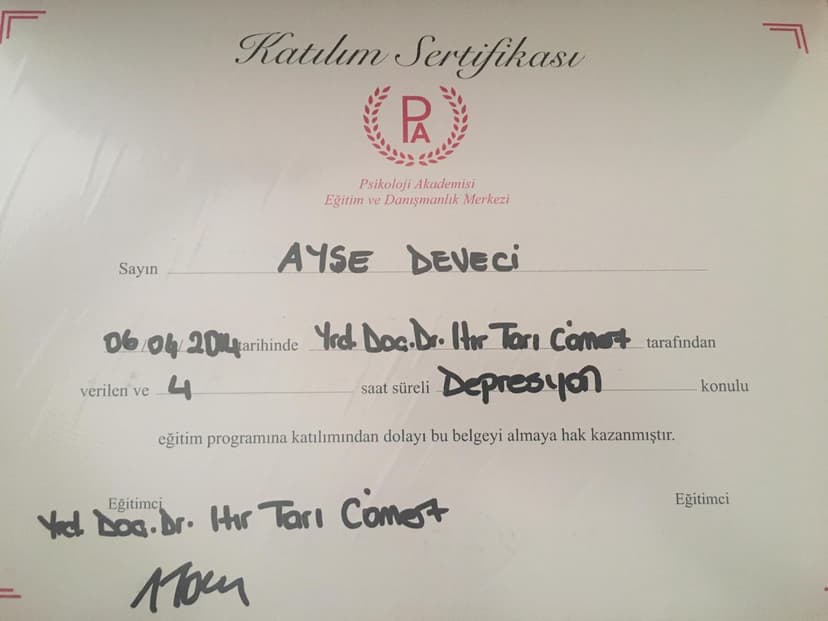 Katılım Sertifikası
PA
Psikoloji Akademisi
Eğitim ve Danışmanlık Merkezi
Sayın AYSE DEVECİ
06/04/2014 tarihinde Yrd. Doç. Dr. Itır Tarı Cömert tarafından
verilen ve 4 saat süreli Depresyon konulu
eğitim programına katılımından dolayı bu belgeyi almaya hak kazanmıştır.
Eğitimci Eğitimci
Yrd. Doç. Dr. Itır Tarı Cömert